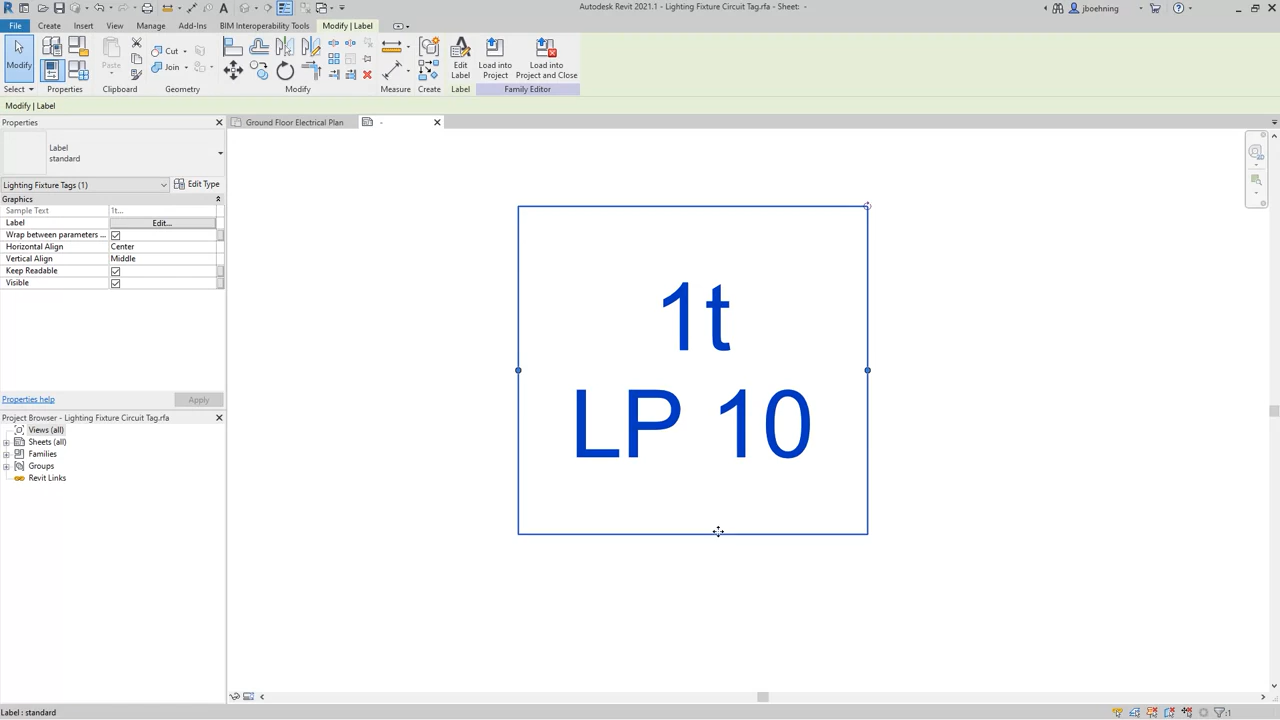 Autodesk Revit 2021.1 - Lighting Fixture Circuit Tag.rfa - Sheet: -
jboehning
File
Create
Insert
View
Manage
Add-Ins
BIM Interoperability Tools
Modify | Label
Modify
Paste
Cut
Join
Edit
Label
Load into
Project
Load into
Project and Close
Select
Properties
Clipboard
Geometry
Modify
Measure
Create
Label
Family Editor
Modify | Label
Properties
Ground Floor Electrical Plan
-
Label
standard
Lighting Fixture Tags (1)
Edit Type
Graphics
Sample Text 1t...
Label Edit...
Wrap between parameters ...
Horizontal Align Center
Vertical Align Middle
Keep Readable
Visible
Properties help
Apply
Project Browser - Lighting Fixture Circuit Tag.rfa
Views (all)
Sheets (all)
Families
Groups
Revit Links
1t
LP 10
Label : standard
:1